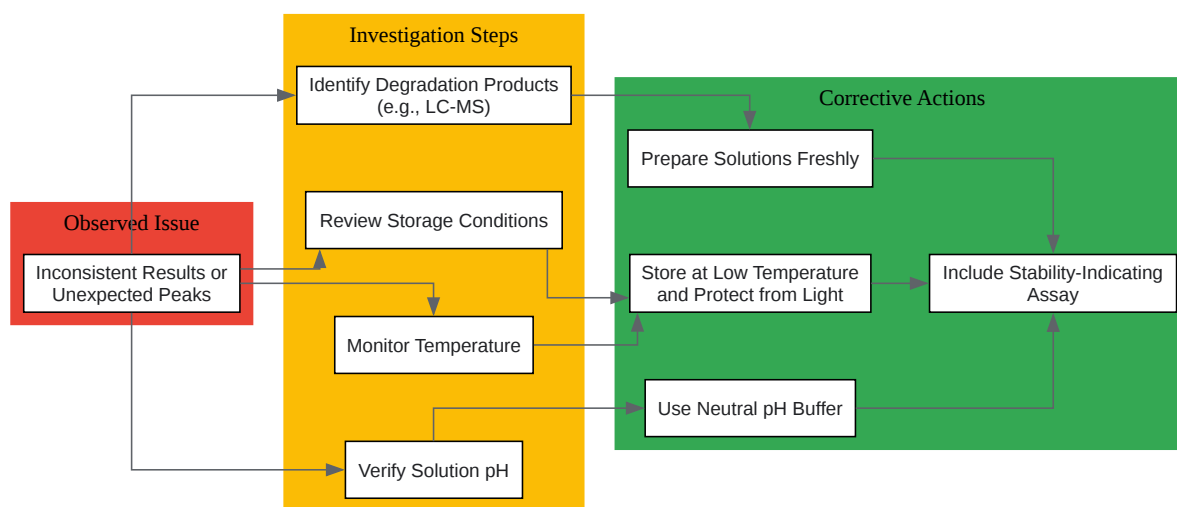 Investigation Steps
Identify Degradation Products
(e.g., LC-MS)
Review Storage Conditions
Monitor Temperature
Verify Solution pH
Observed Issue
Inconsistent Results or
Unexpected Peaks
Corrective Actions
Prepare Solutions Freshly
Store at Low Temperature
and Protect from Light
Use Neutral pH Buffer
Include Stability-Indicating
Assay